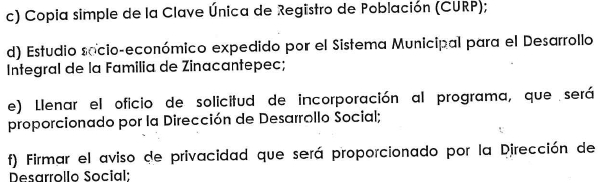 c) Copia simple de la Clave Única de Registro de Población (CURP);
d) Estudio socio-económico expedido por el Sistema Municipal para el Desarrollo
Integral de la Familia de Zinacantepec;
e) Llenar el oficio de solicitud de incorporación al programa, que será
proporcionado por la Dirección de Desarrollo Social;
f) Firmar el aviso de privacidad que será proporcionado por la Dirección de
Desarrollo Social;